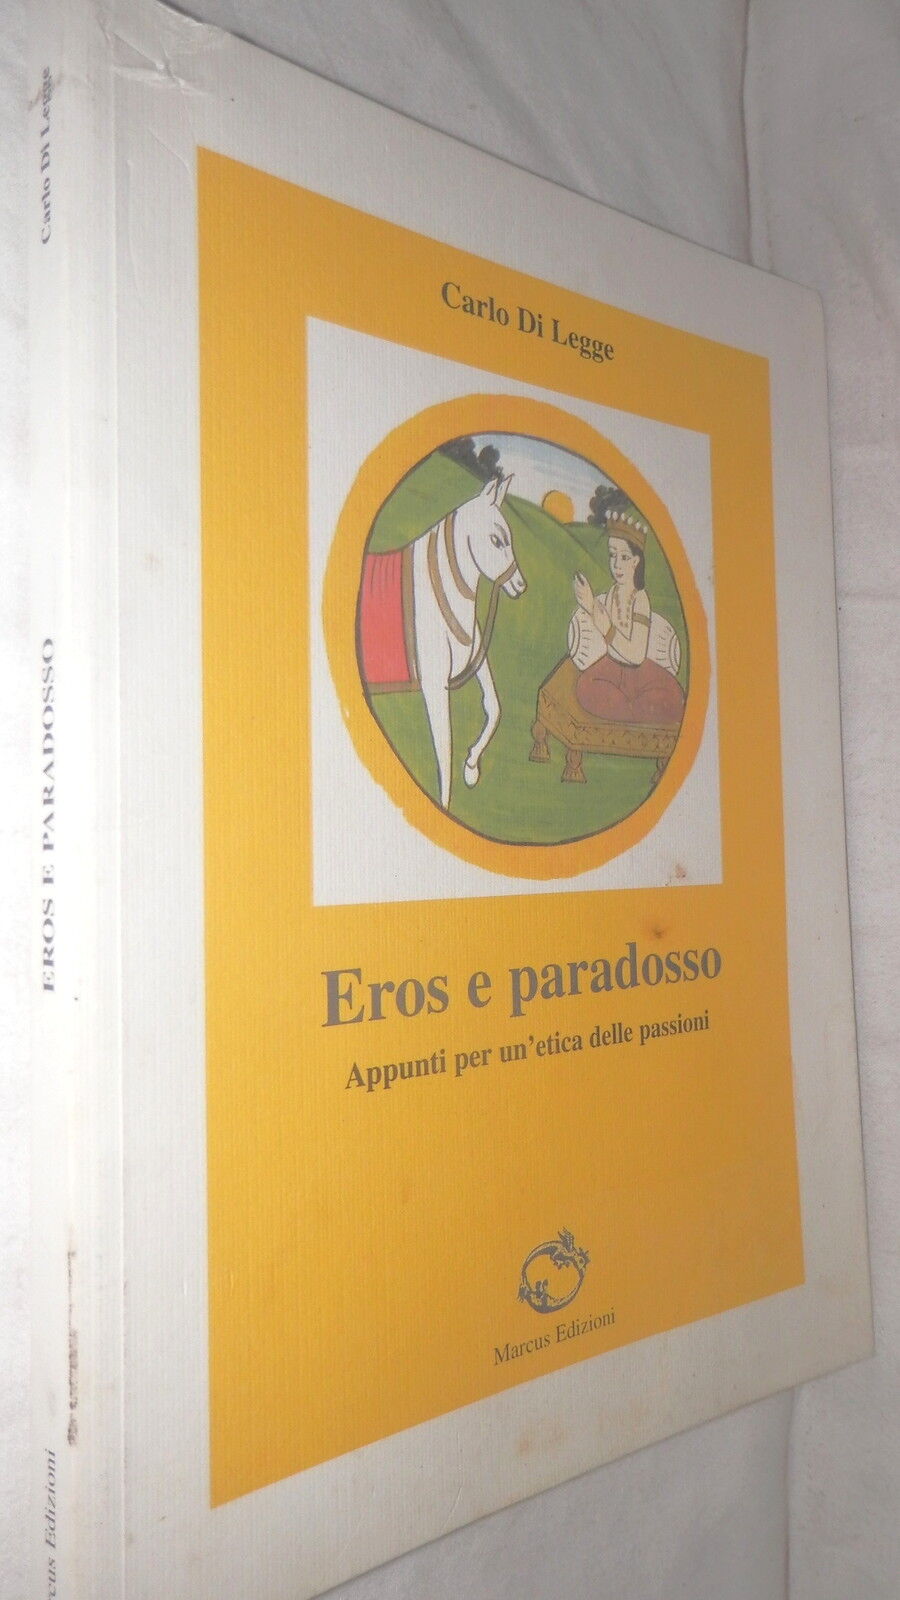 Carlo Di Legge
EROS E PARADOSSO
Edizioni
Carlo Di Legge
Eros e paradosso
Appunti per un'etica delle passioni
Marcus Edizioni